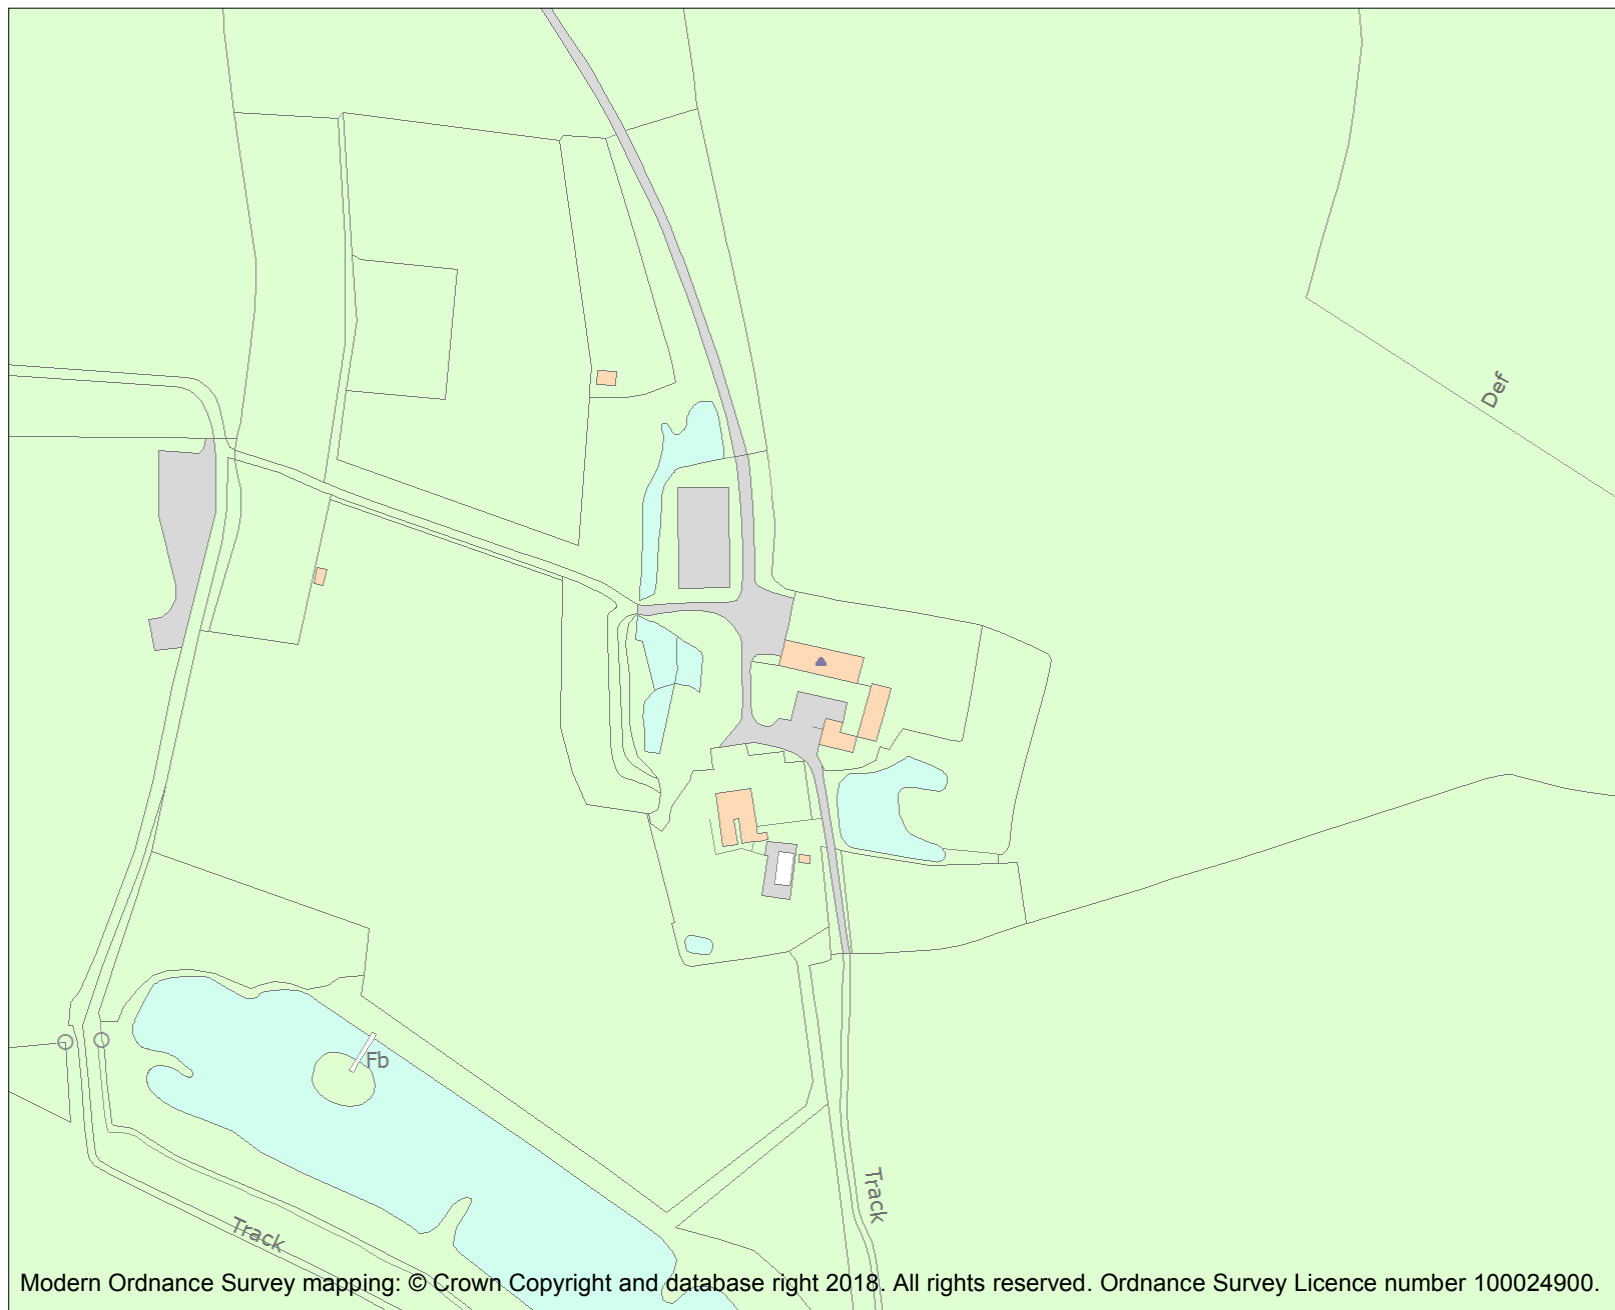 Def
Fb
Track
Track
Modern Ordnance Survey mapping: © Crown Copyright and database right 2018. All rights reserved. Ordnance Survey Licence number 100024900.